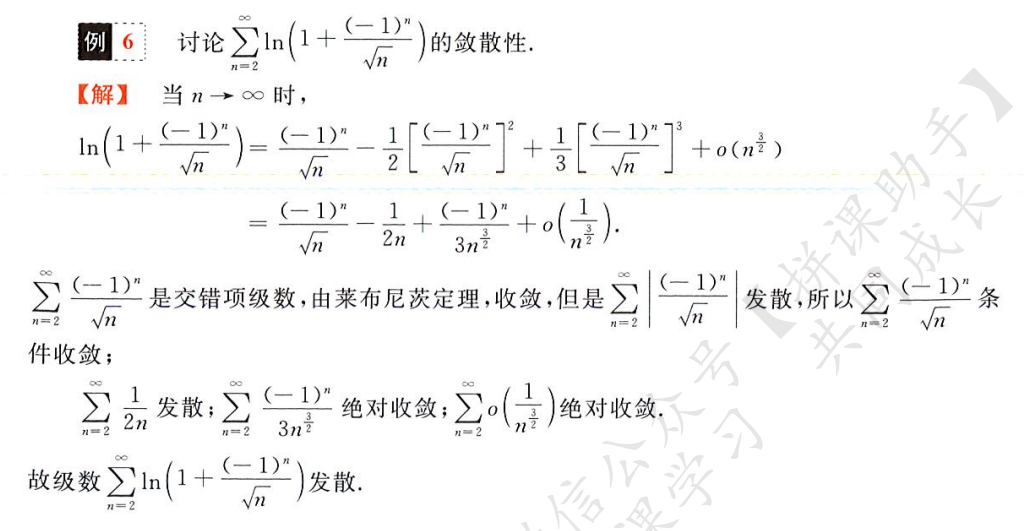 例 6 讨论 $\sum_{n=2}^{\infty}\ln\left(1+\frac{(-1)^n}{\sqrt{n}}\right)$ 的敛散性.
【解】 当 $n\to\infty$ 时,
$\ln\left(1+\frac{(-1)^n}{\sqrt{n}}\right)=\frac{(-1)^n}{\sqrt{n}}-\frac{1}{2}\left[\frac{(-1)^n}{\sqrt{n}}\right]^2+\frac{1}{3}\left[\frac{(-1)^n}{\sqrt{n}}\right]^3+o(n^{\frac{3}{2}})$
$=\frac{(-1)^n}{\sqrt{n}}-\frac{1}{2n}+\frac{(-1)^n}{3n^{\frac{3}{2}}}+o\left(\frac{1}{n^{\frac{3}{2}}}\right).$
$\sum_{n=2}^{\infty}\frac{(-1)^n}{\sqrt{n}}$ 是交错项级数,由莱布尼茨定理,收敛,但是 $\sum_{n=2}^{\infty}\left|\frac{(-1)^n}{\sqrt{n}}\right|$ 发散,所以 $\sum_{n=2}^{\infty}\frac{(-1)^n}{\sqrt{n}}$ 条
件收敛;
$\sum_{n=2}^{\infty}\frac{1}{2n}$ 发散; $\sum_{n=2}^{\infty}\frac{(-1)^n}{3n^{\frac{3}{2}}}$ 绝对收敛; $\sum_{n=2}^{\infty}o\left(\frac{1}{n^{\frac{3}{2}}}\right)$ 绝对收敛.
故级数 $\sum_{n=2}^{\infty}\ln\left(1+\frac{(-1)^n}{\sqrt{n}}\right)$ 发散.
信公众号【拼课助手】
课学习 共同成长